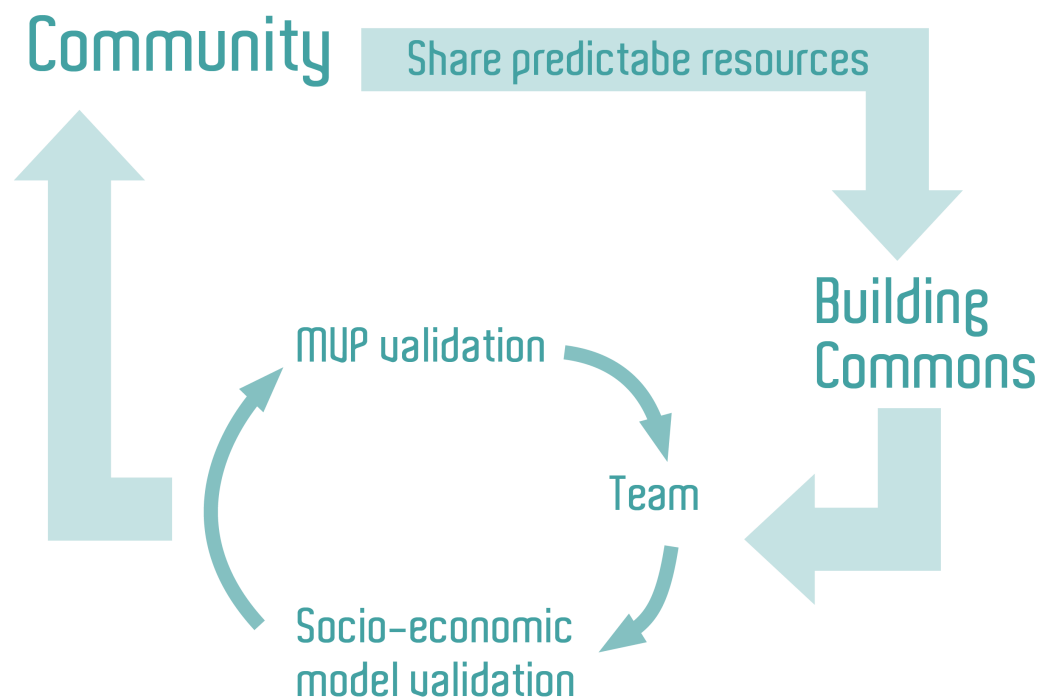 Community
Share predictabe resources
Building
Commons
MVP validation
Team
Socio-economic
model validation